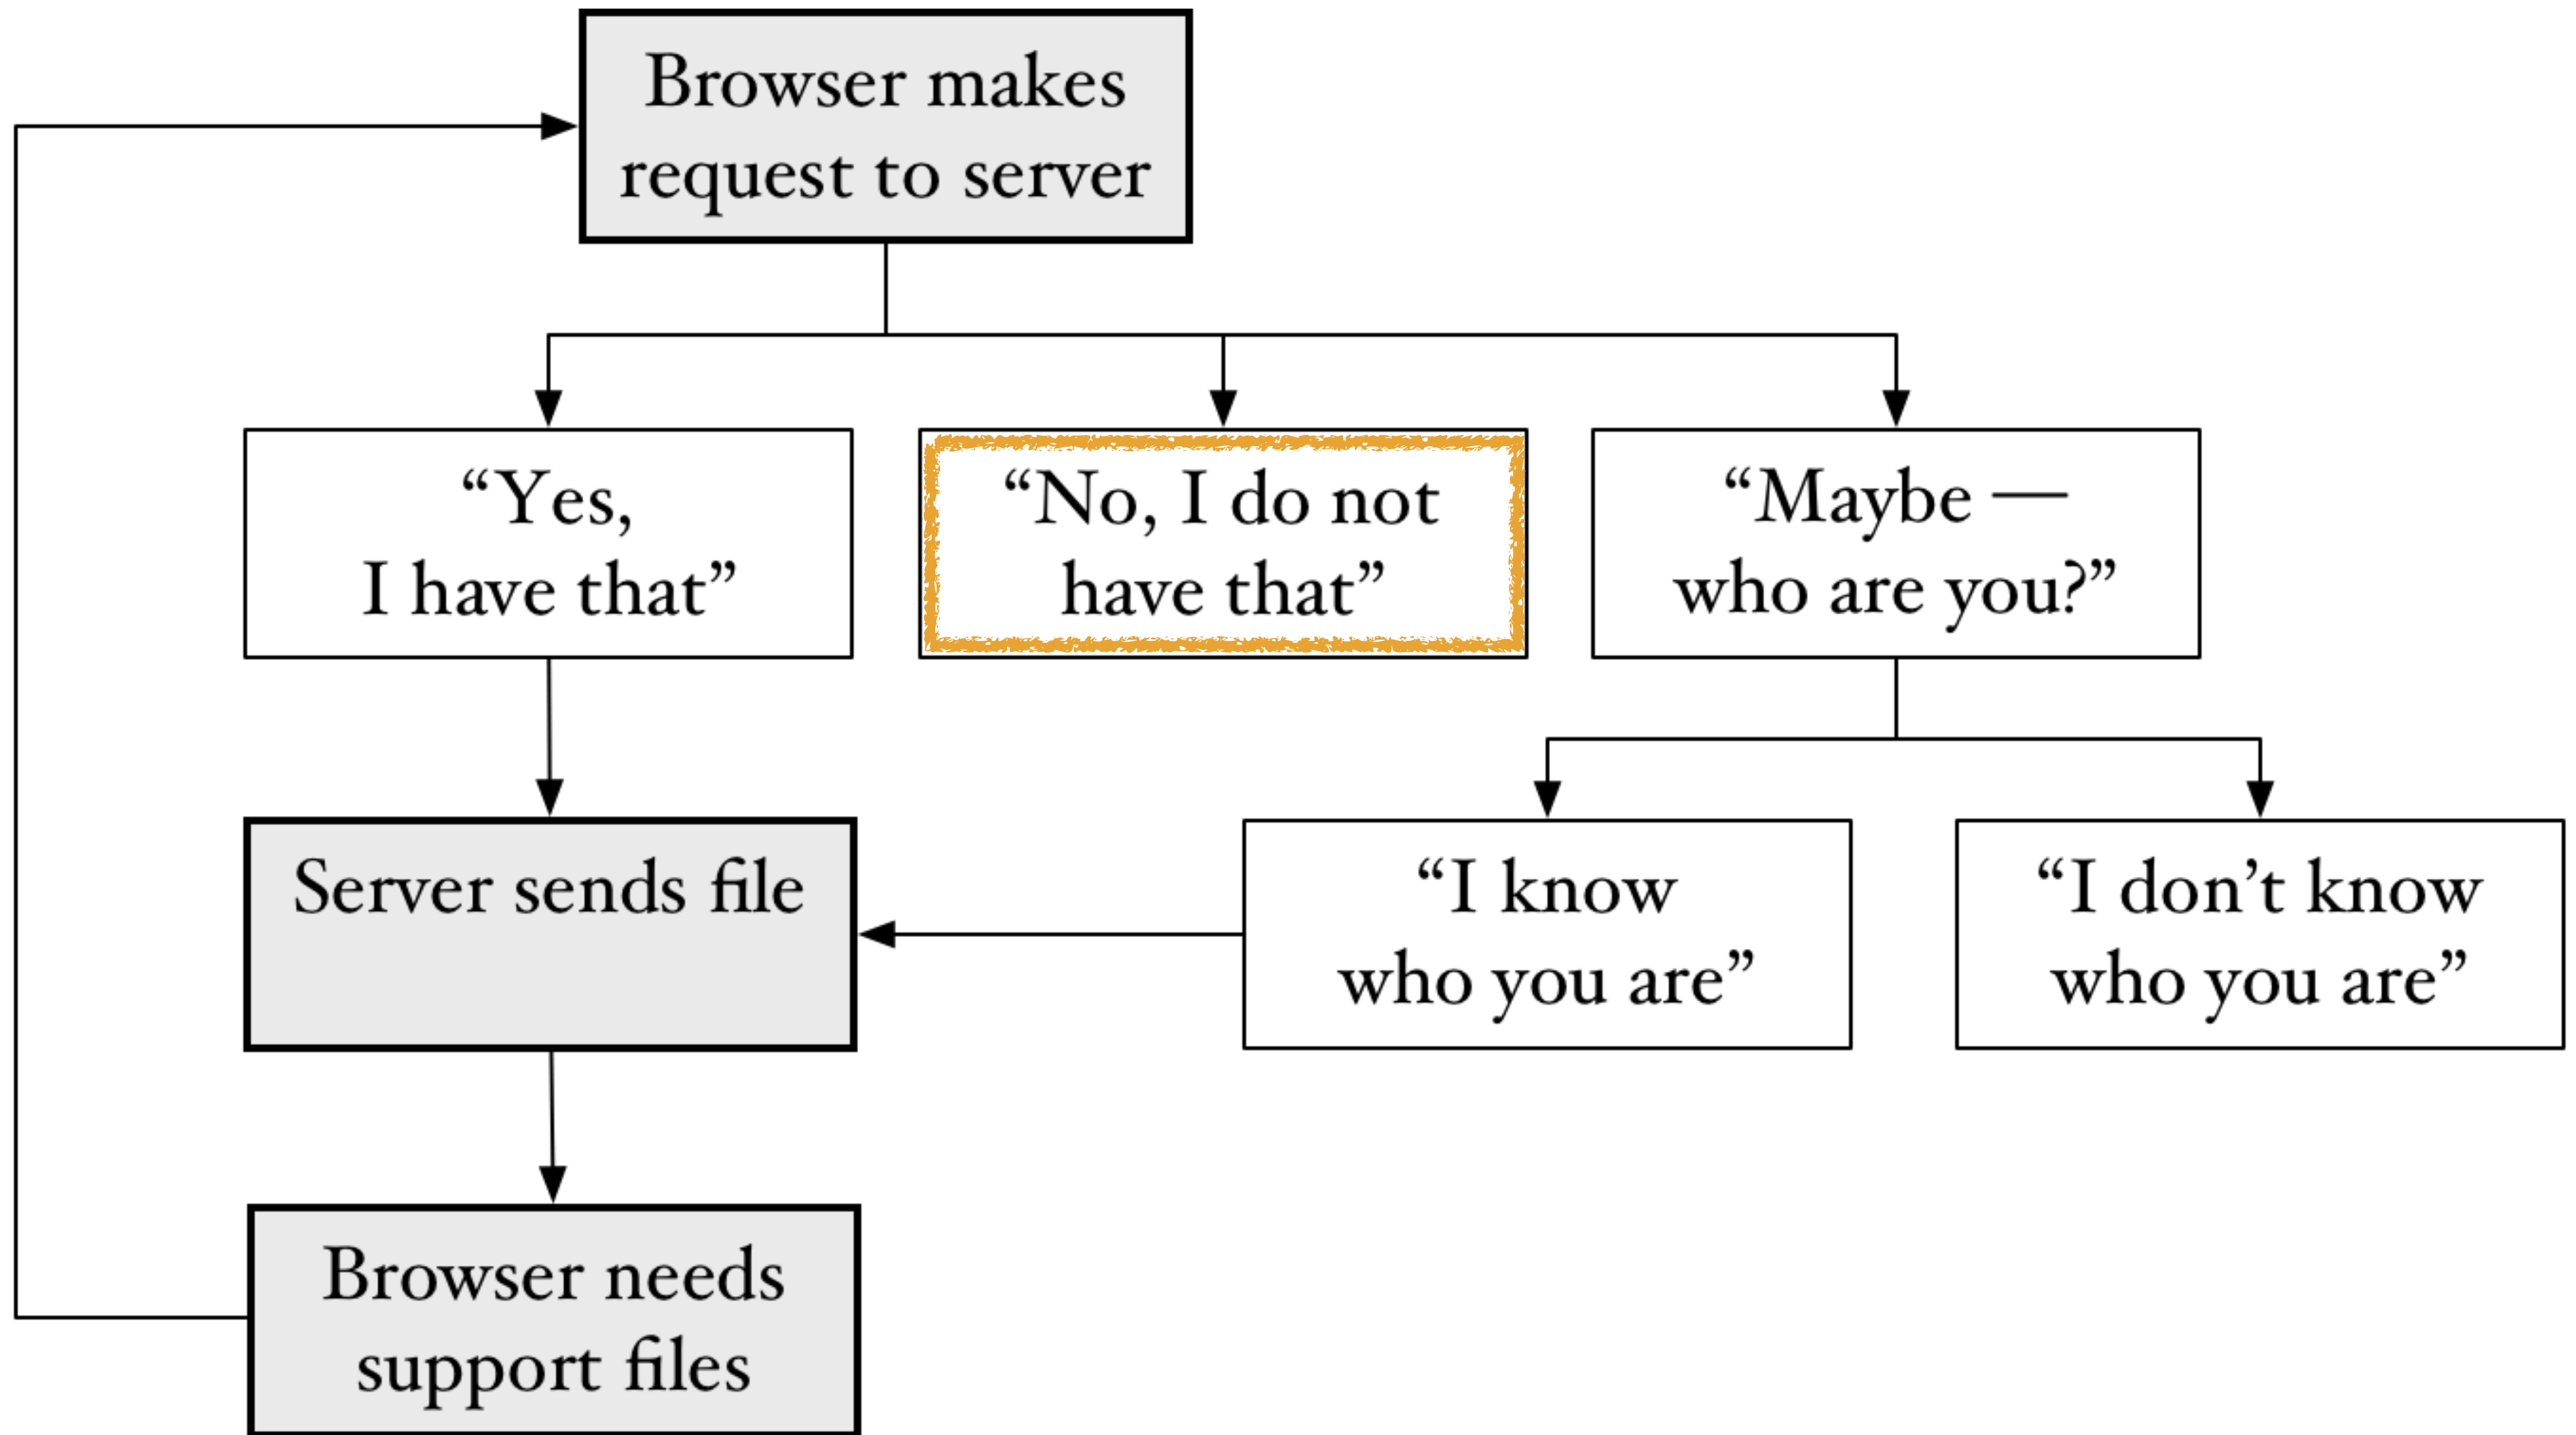 Browser makes
request to server
“Yes,
I have that”
“No, I do not
have that”
“Maybe —
who are you?”
Server sends file
“I know
who you are”
“I don’t know
who you are”
Browser needs
support files